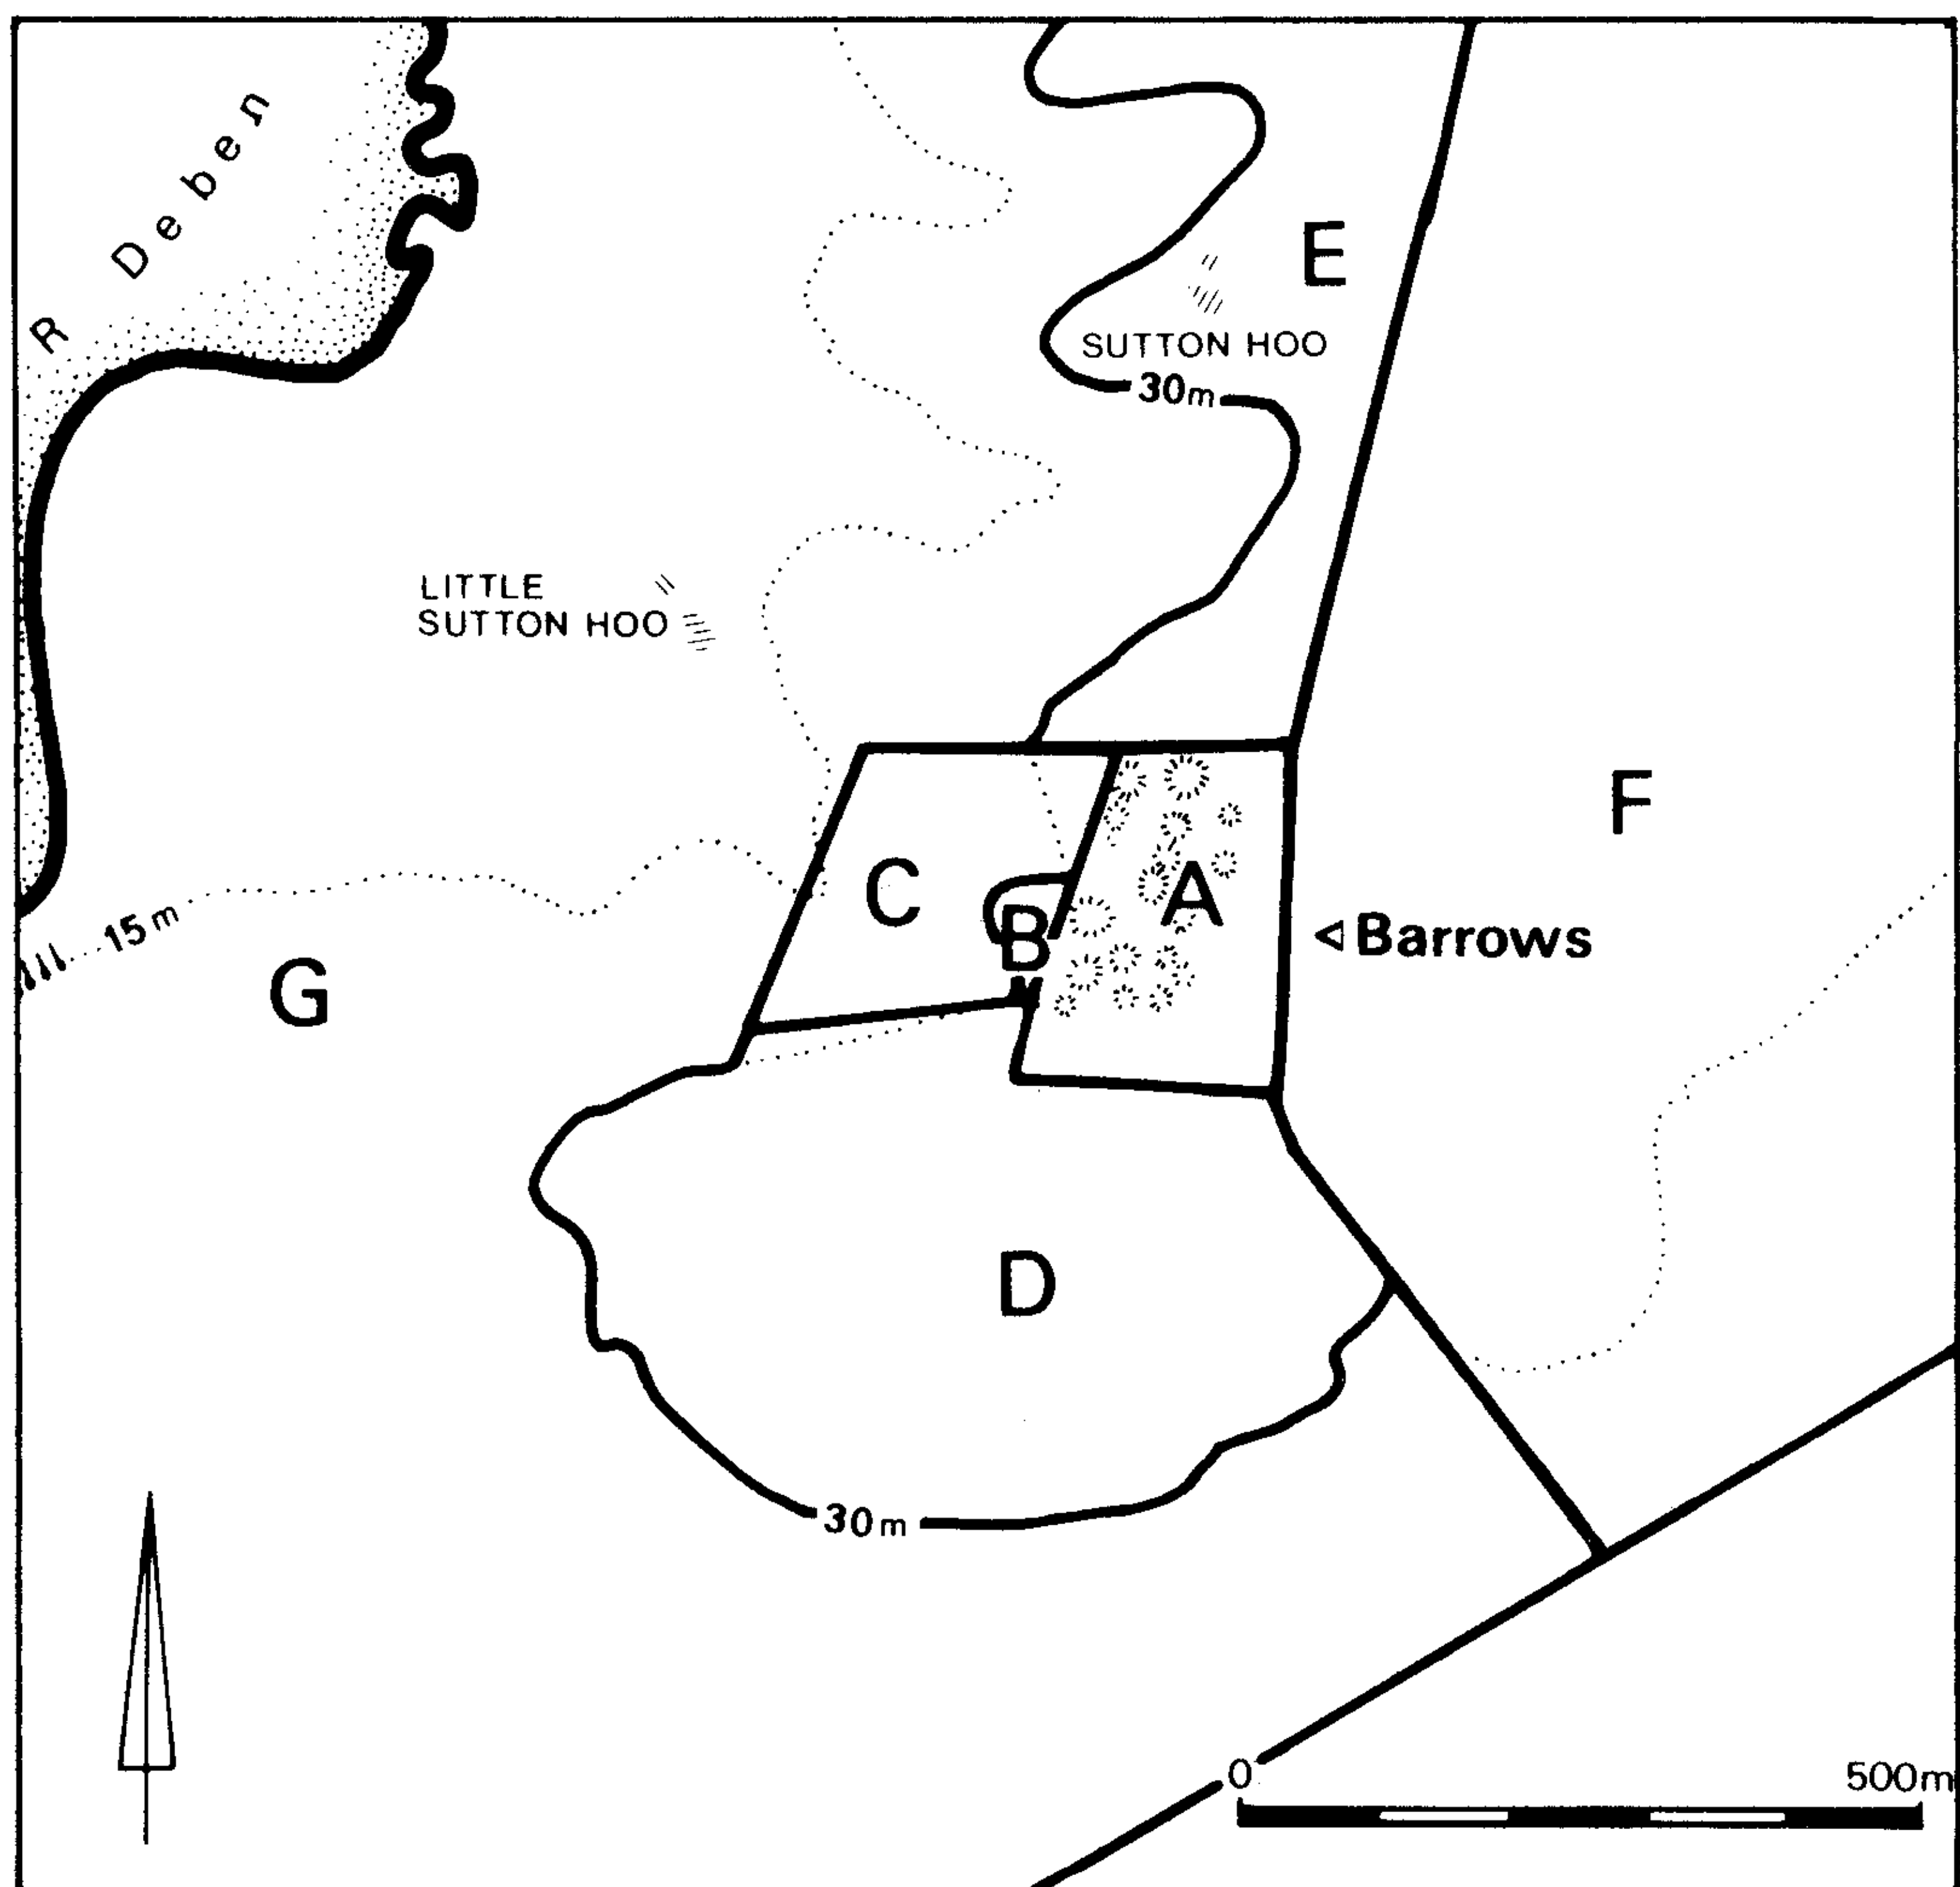 R Deben
E
SUTTON HOO
30m
LITTLE
SUTTON HOO
F
C
B
A
◁Barrows
15m
G
D
30m
0
500m